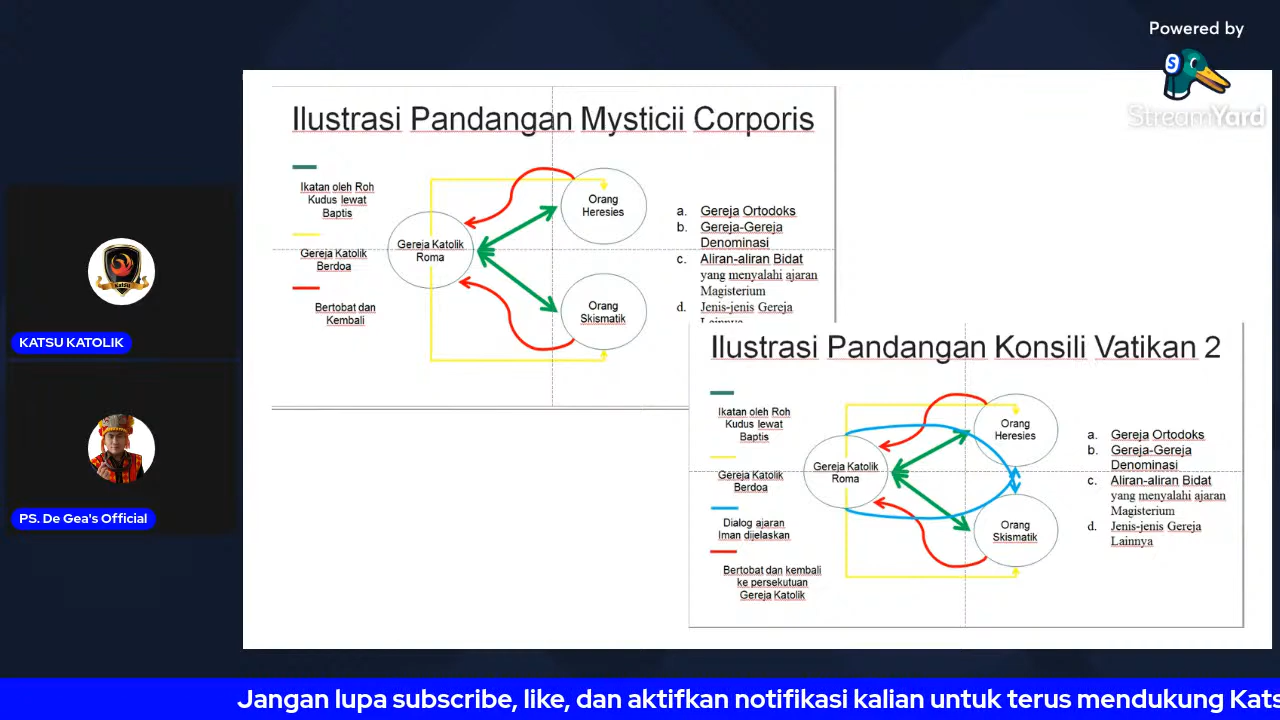 Powered by
StreamYard
Ilustrasi Pandangan Mysticii Corporis
Ikatan oleh Roh
Kudus lewat
Baptis
Gereja Katolik
Berdoa
Bertobat dan
Kembali
Gereja Katolik
Roma
Orang
Heresies
Orang
Skismatik
a. Gereja Ortodoks
b. Gereja-Gereja
Denominasi
c. Aliran-aliran Bidat
yang menyalahi ajaran
Magisterium
d. Jenis-jenis Gereja
Lainnya
Ilustrasi Pandangan Konsili Vatikan 2
Ikatan oleh Roh
Kudus lewat
Baptis
Gereja Katolik
Berdoa
Dialog ajaran
Iman dijelaskan
Bertobat dan kembali
ke persekutuan
Gereja Katolik
Gereja Katolik
Roma
Orang
Heresies
Orang
Skismatik
a. Gereja Ortodoks
b. Gereja-Gereja
Denominasi
c. Aliran-aliran Bidat
yang menyalahi ajaran
Magisterium
d. Jenis-jenis Gereja
Lainnya
KATSU KATOLIK
PS. De Gea's Official
Jangan lupa subscribe, like, dan aktifkan notifikasi kalian untuk terus mendukung Kats